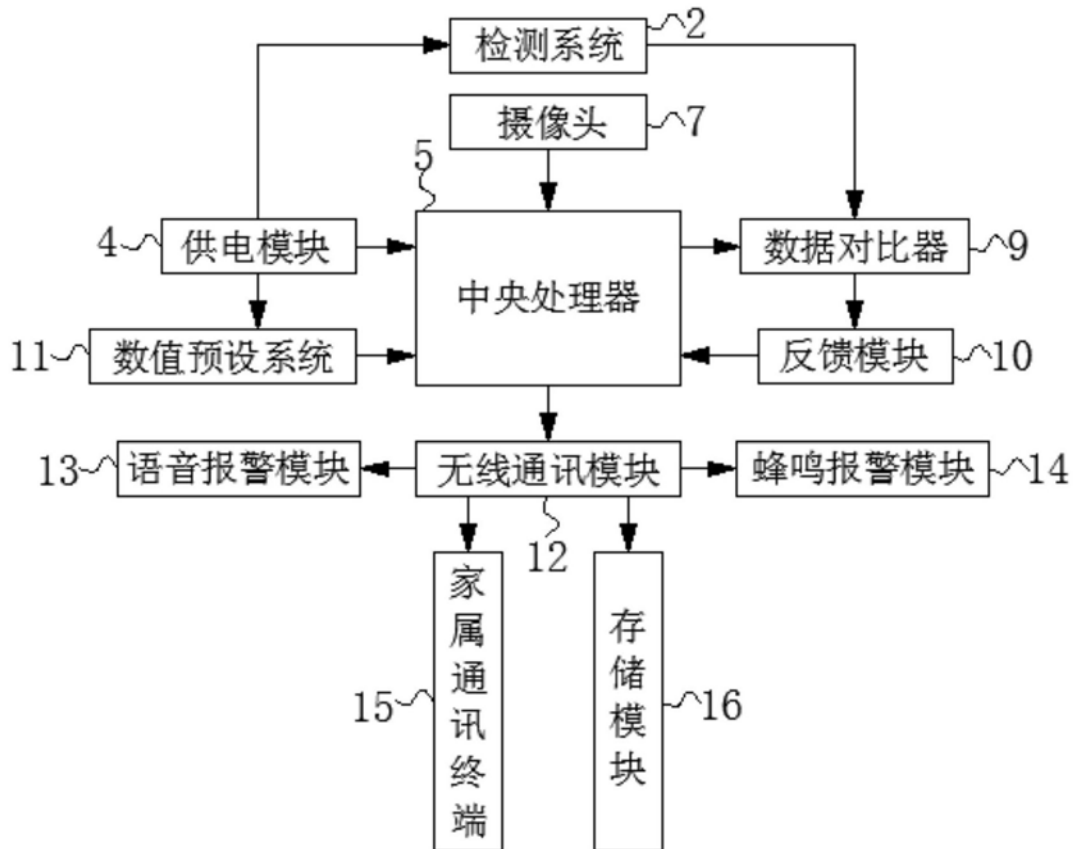 检测系统 2
摄像头 7
5
4 供电模块
中央处理器
数据对比器 9
11 数值预设系统
反馈模块 10
13 语音报警模块
无线通讯模块
蜂鸣报警模块 14
12
家属通讯终端
15
存储模块
16